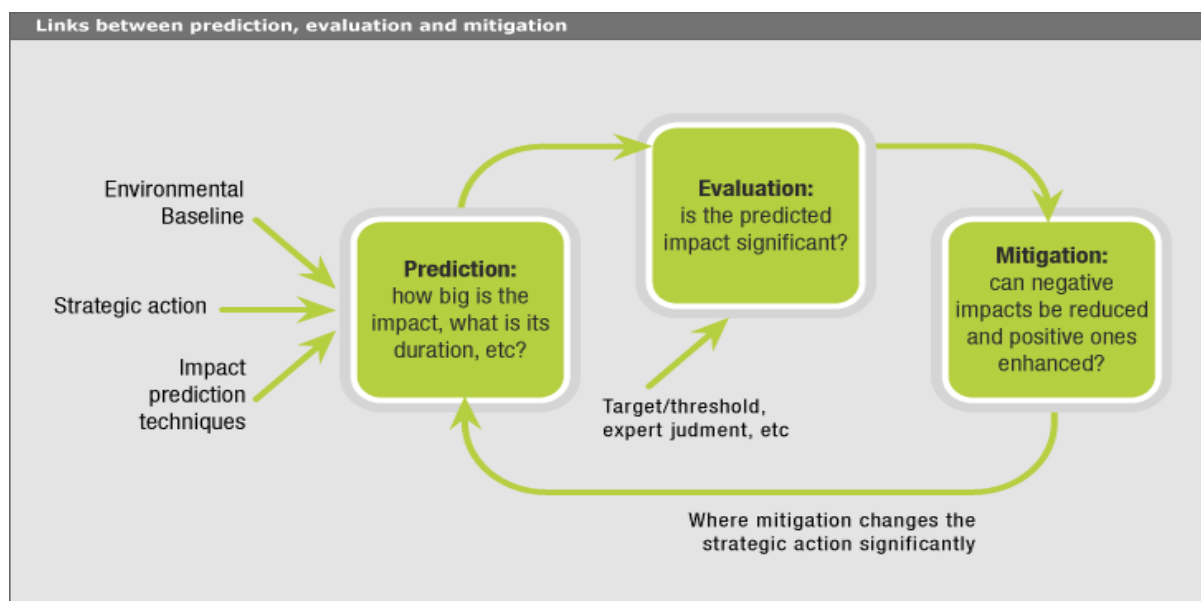 Links between prediction, evaluation and mitigation
Environmental
Baseline
Strategic action
Impact
prediction
techniques
Prediction:
how big is the
impact, what is its
duration, etc?
Evaluation:
is the predicted
impact significant?
Target/threshold,
expert judgment, etc
Mitigation:
can negative
impacts be reduced
and positive ones
enhanced?
Where mitigation changes the
strategic action significantly